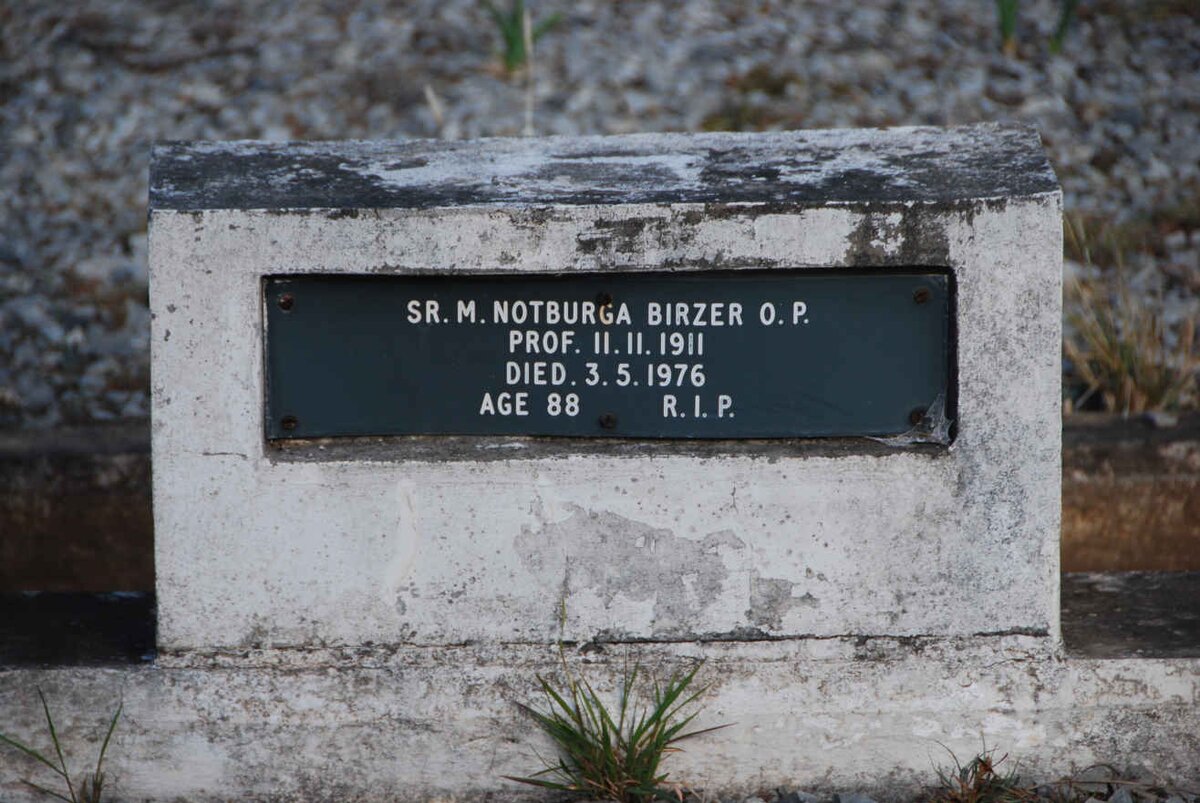 SR. M. NOTBURGA BIRZER O. P.
PROF. 11. 11. 1911
DIED. 3. 5. 1976
AGE 88 R. I. P.